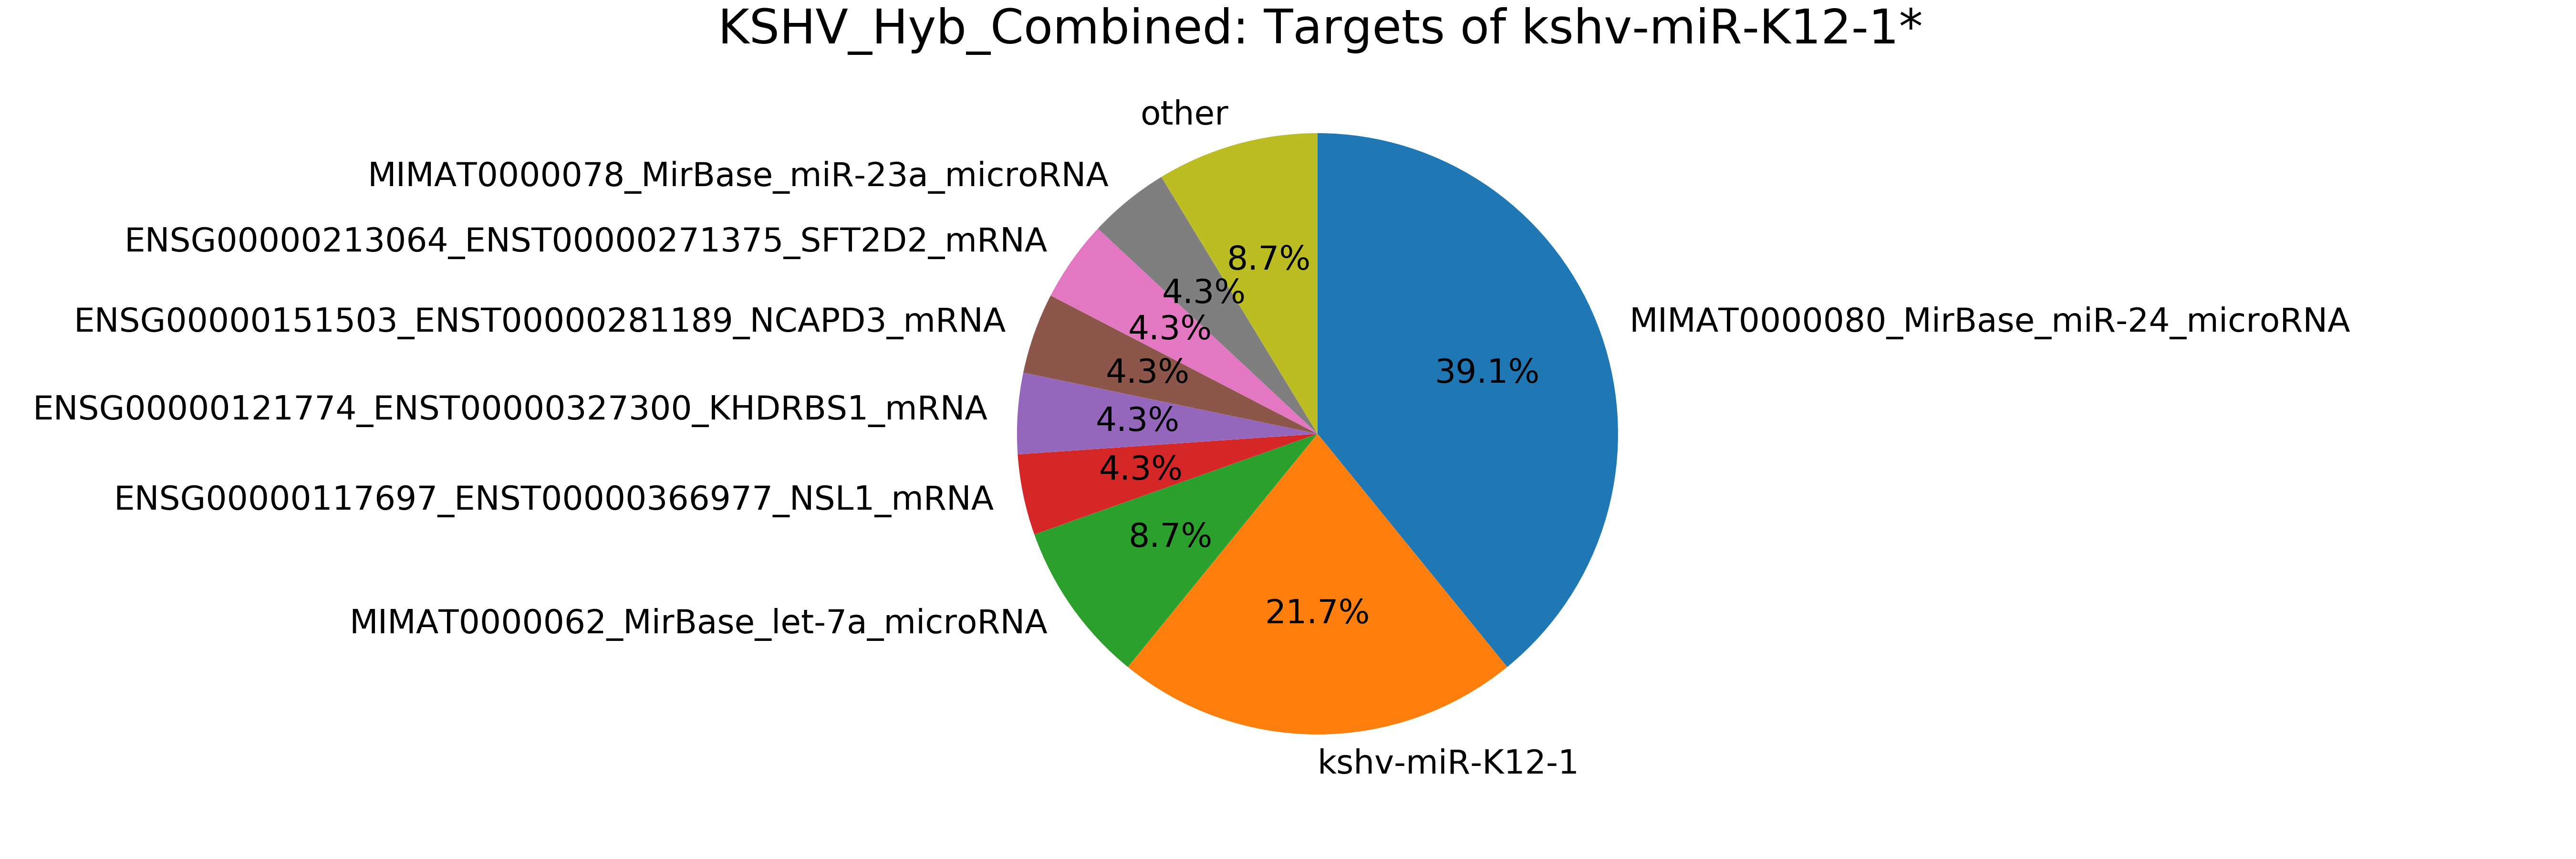 KSHV_Hyb_Combined: Targets of kshv-miR-K12-1*
other
MIMAT0000078_MirBase_miR-23a_microRNA
ENSG00000213064_ENST00000271375_SFT2D2_mRNA
8.7%
4.3%
ENSG00000151503_ENST00000281189_NCAPD3_mRNA
4.3%
MIMAT0000080_MirBase_miR-24_microRNA
4.3%
39.1%
ENSG00000121774_ENST00000327300_KHDRBS1_mRNA
4.3%
4.3%
ENSG00000117697_ENST00000366977_NSL1_mRNA
8.7%
21.7%
MIMAT0000062_MirBase_let-7a_microRNA
kshv-miR-K12-1